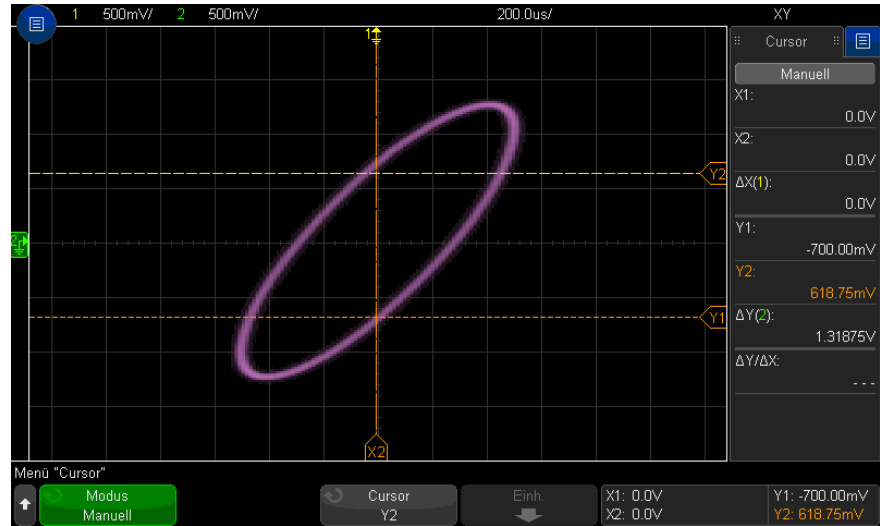 1 500mV/ 2 500mV/ 200.0us/ XY
Cursor
Manuell
X1:
0.0V
X2:
0.0V
ΔX(1):
0.0V
Y1:
-700.00mV
Y2:
618.75mV
ΔY(2):
1.31875V
ΔY/ΔX:
- - -
1
Y2
2
Y1
X2
Menü "Cursor"
Modus
Manuell
Cursor
Y2
Einh.
X1: 0.0V
X2: 0.0V
Y1: -700.00mV
Y2: 618.75mV